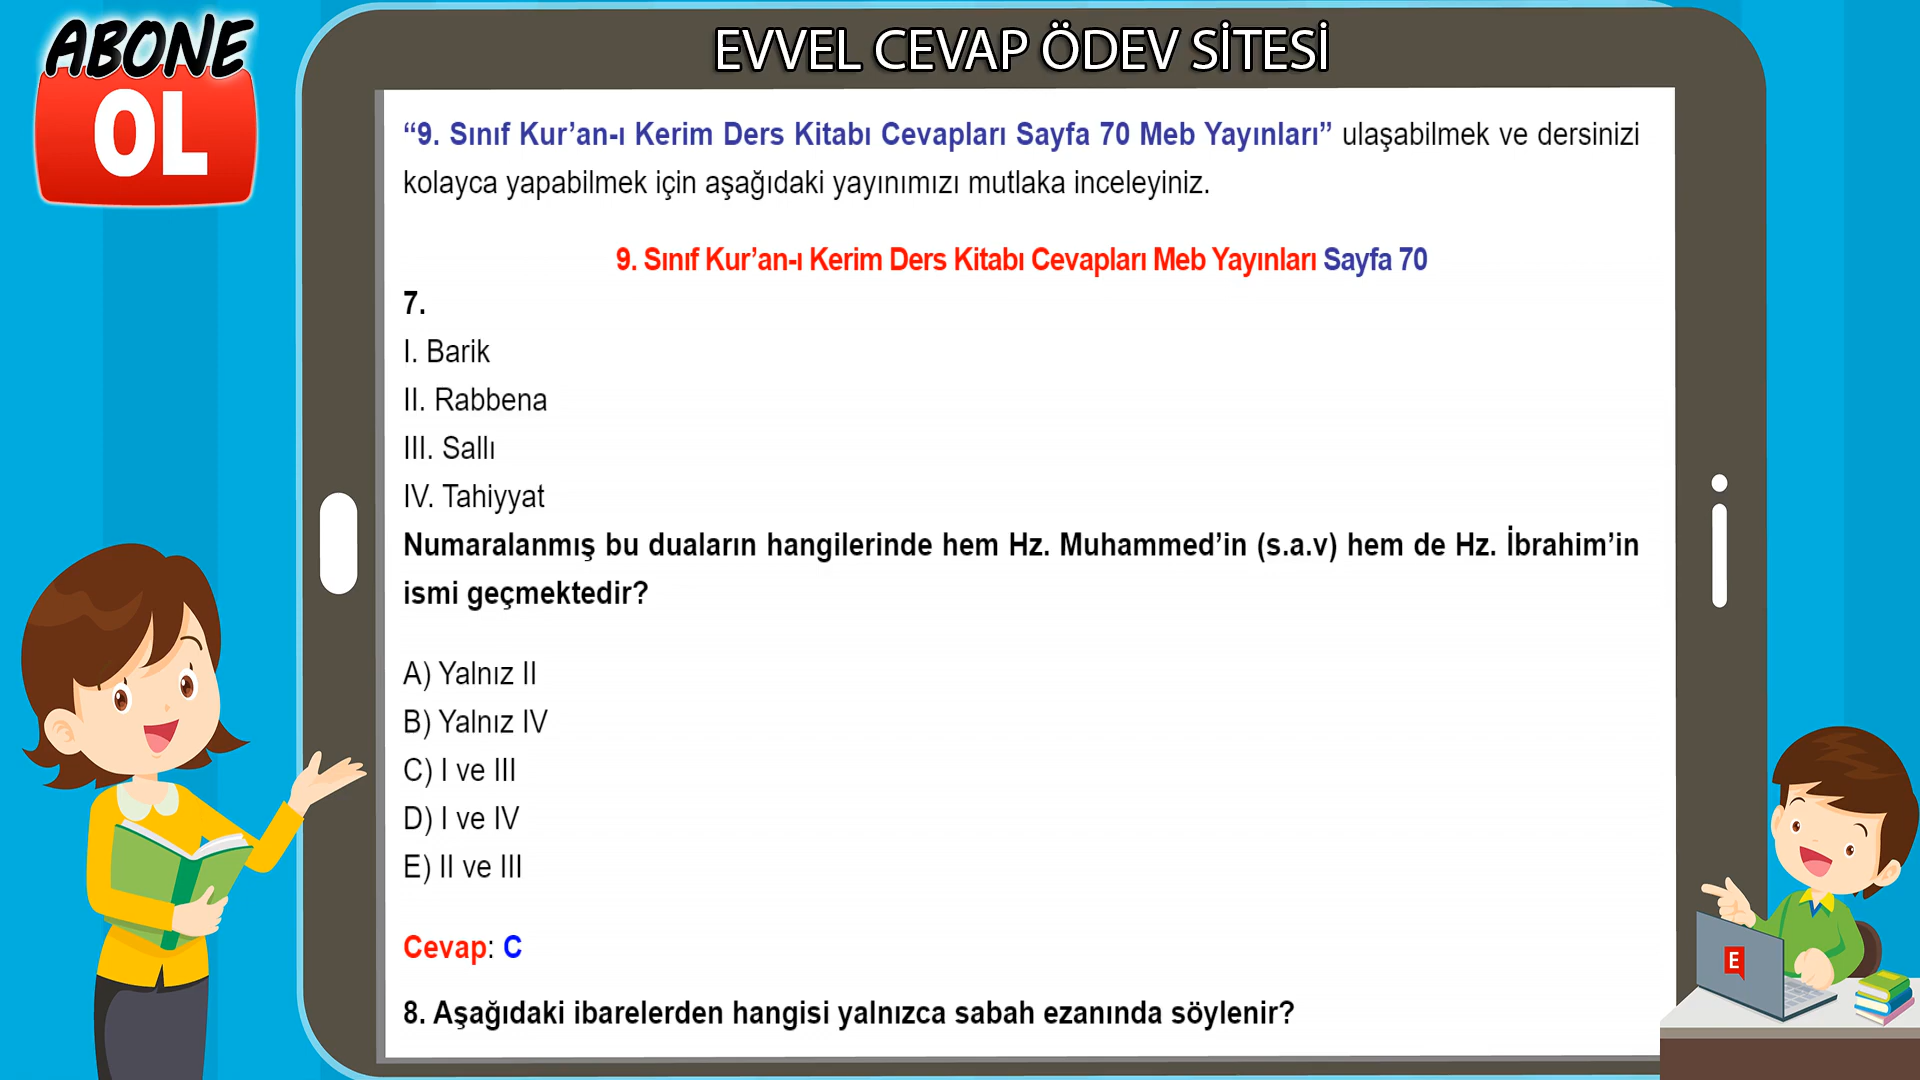 ABONE
OL
EVVEL CEVAP ÖDEV SİTESİ
“9. Sınıf Kur’an-ı Kerim Ders Kitabı Cevapları Sayfa 70 Meb Yayınları” ulaşabilmek ve dersinizi
kolayca yapabilmek için aşağıdaki yayınımızı mutlaka inceleyiniz.
9. Sınıf Kur’an-ı Kerim Ders Kitabı Cevapları Meb Yayınları Sayfa 70
7.
I. Barik
II. Rabbena
III. Sallı
IV. Tahiyyat
Numaralanmış bu duaların hangilerinde hem Hz. Muhammed’in (s.a.v) hem de Hz. İbrahim’in
ismi geçmektedir?
A) Yalnız II
B) Yalnız IV
C) I ve III
D) I ve IV
E) II ve III
Cevap: C
8. Aşağıdaki ibarelerden hangisi yalnızca sabah ezanında söylenir?
E